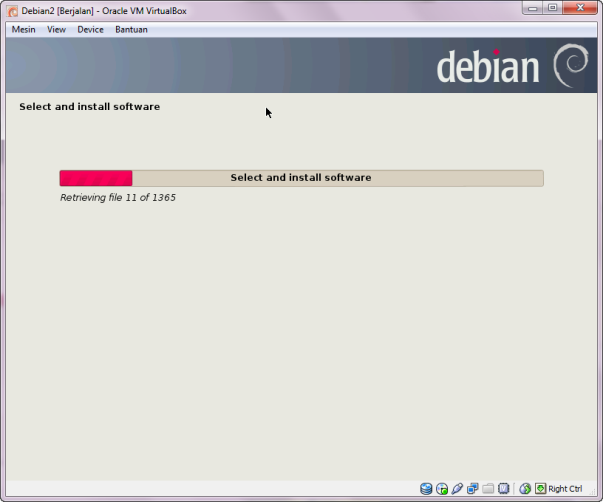 Debian2 [Berjalan] - Oracle VM VirtualBox
Mesin View Device Bantuan
debian
Select and install software
Select and install software
Retrieving file 11 of 1365
Right Ctrl